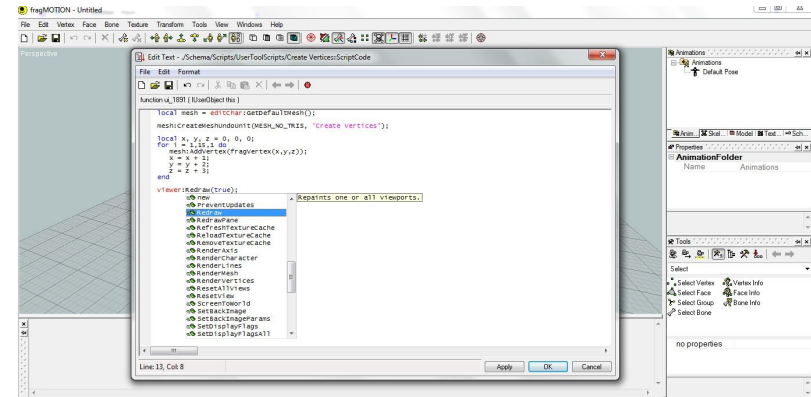 fragMOTION - Untitled
File Edit Vertex Face Bone Texture Transform Tools View Windows Help
Perspective
Edit Text - ./Schema/Scripts/UserToolScripts/Create Vertices:ScriptCode
File Edit Format
function ui_1891 ( IUserObject this )
local mesh = editChar:GetDefaultMesh();
mesh:CreateMeshUndoUnit(MESH_NO_TRIS, "Create Vertices");
local x, y, z = 0, 0, 0;
for i = 1,15,1 do
mesh:AddVertex(fragVertex(x,y,z));
x = x + 1;
y = y + 2;
z = z + 3;
end
viewer:Redraw(true);
new
PreventUpdates
Redraw
RedrawPane
RefreshTextureCache
ReloadTextureCache
RemoveTextureCache
RenderAxis
RenderCharacter
RenderLines
RenderMesh
RenderVertices
ResetAllViews
ResetView
ScreenToWorld
SetBackImage
SetBackImageParams
SetDisplayFlags
SetDisplayFlagsAll
Repaints one or all viewports.
Line: 13, Col: 8
Apply OK Cancel
Animations
Animations
Default Pose
Anim... Skel... Model Text... Sch...
Properties
AnimationFolder
Name Animations
Tools
Select
Select Vertex Vertex Info
Select Face Face Info
Select Group Bone Info
Select Bone
no properties